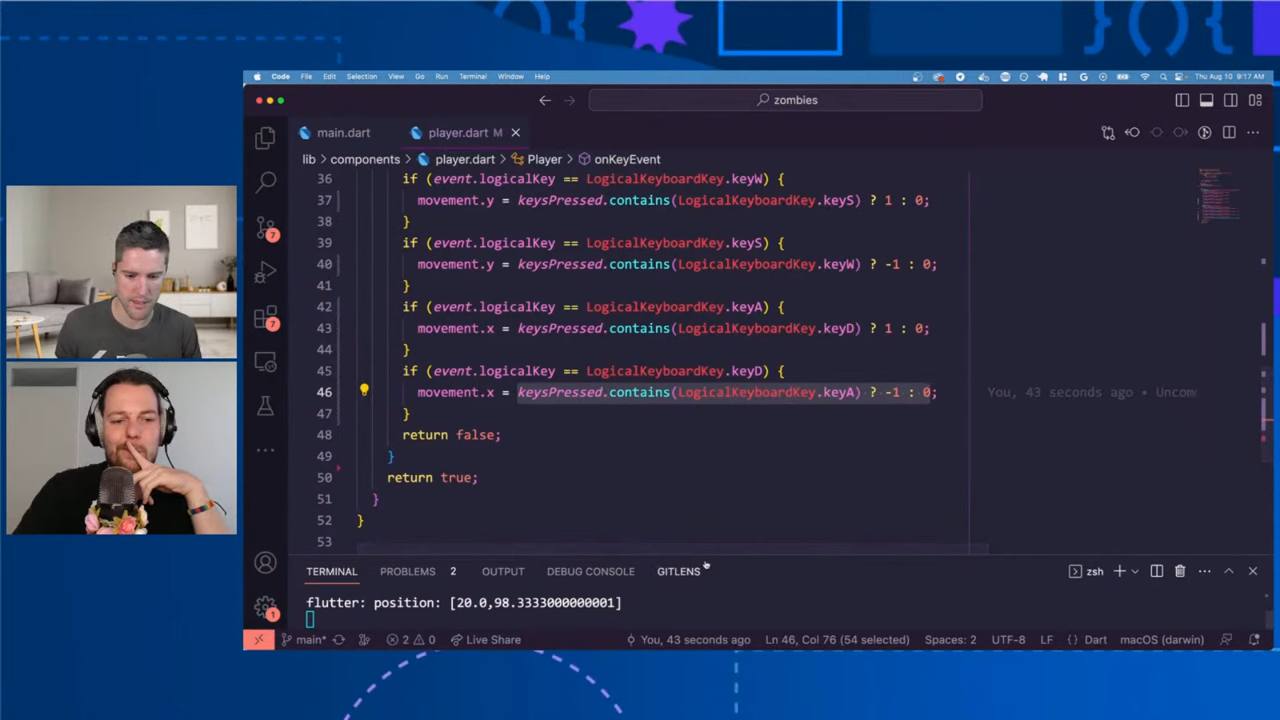 Code File Edit Selection View Go Run Terminal Window Help
Thu Aug 10 9:17 AM
zombies
main.dart
player.dart M
lib > components > player.dart > Player > onKeyEvent
36 if (event.logicalKey == LogicalKeyboardKey.keyW) {
37 movement.y = keysPressed.contains(LogicalKeyboardKey.keyS) ? 1 : 0;
38 }
39 if (event.logicalKey == LogicalKeyboardKey.keyS) {
40 movement.y = keysPressed.contains(LogicalKeyboardKey.keyW) ? -1 : 0;
41 }
42 if (event.logicalKey == LogicalKeyboardKey.keyA) {
43 movement.x = keysPressed.contains(LogicalKeyboardKey.keyD) ? 1 : 0;
44 }
45 if (event.logicalKey == LogicalKeyboardKey.keyD) {
46 movement.x = keysPressed.contains(LogicalKeyboardKey.keyA) ? -1 : 0;
You, 43 seconds ago • Uncom
47 }
48 return false;
49 }
50 return true;
51 }
52 }
53
7
7
1
TERMINAL PROBLEMS 2 OUTPUT DEBUG CONSOLE GITLENS
zsh
flutter: position: [20.0,98.3333000000001]
main* 2 0 Live Share You, 43 seconds ago Ln 46, Col 76 (54 selected) Spaces: 2 UTF-8 LF {} Dart macOS (darwin)